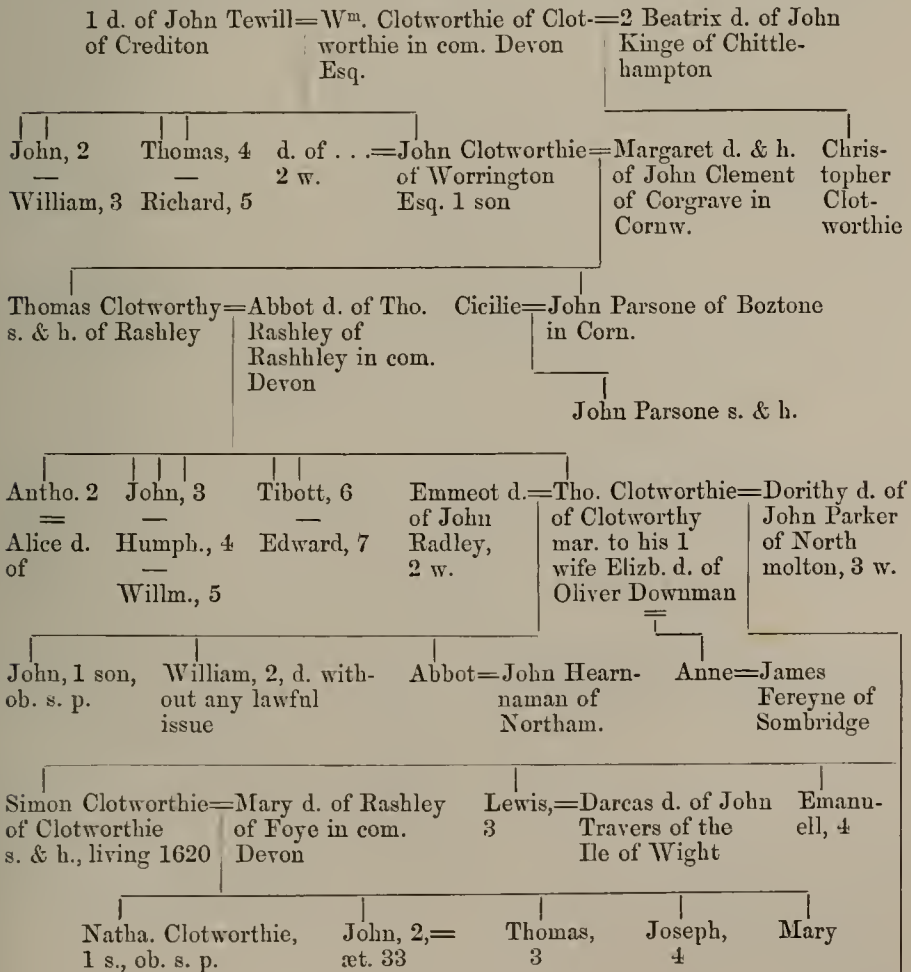 1 d. of John Tewill=Wᵐ. Clotworthie of Clot-=2 Beatrix d. of John
of Crediton worthie in com. Devon Kinge of Chittle-
Esq. hampton
John, 2 Thomas, 4 d. of . . .=John Clotworthie=Margaret d. & h. Chris-
— — 2 w. of Worrington of John Clement topher
William, 3 Richard, 5 Esq. 1 son of Corgrave in Clot-
Cornw. worthie
Thomas Clotworthy=Abbot d. of Tho. Cicilie=John Parsone of Boztone
s. & h. of Rashley Rashley of in Corn.
Rashhley in com.
Devon
John Parsone s. & h.
Antho. 2 John, 3 Tibott, 6 Emmeot d.=Tho. Clotworthie=Dorithy d. of
= — — of John of Clotworthy John Parker
Alice d. Humph., 4 Edward, 7 Radley, mar. to his 1 of North
of — 2 w. wife Elizb. d. of molton, 3 w.
Willm., 5 Oliver Downman
=
John, 1 son, William, 2, d. with- Abbot=John Hearn- Anne=James
ob. s. p. out any lawful naman of Fereyne of
issue Northam. Sombridge
Simon Clotworthie=Mary d. of Rashley Lewis,=Darcas d. of John Emanu-
of Clotworthie of Foye in com. 3 Travers of the ell, 4
s. & h., living 1620 Devon Ile of Wight
Natha. Clotworthie, John, 2,= Thomas, Joseph, Mary
1 s., ob. s. p. æt. 33 3 4